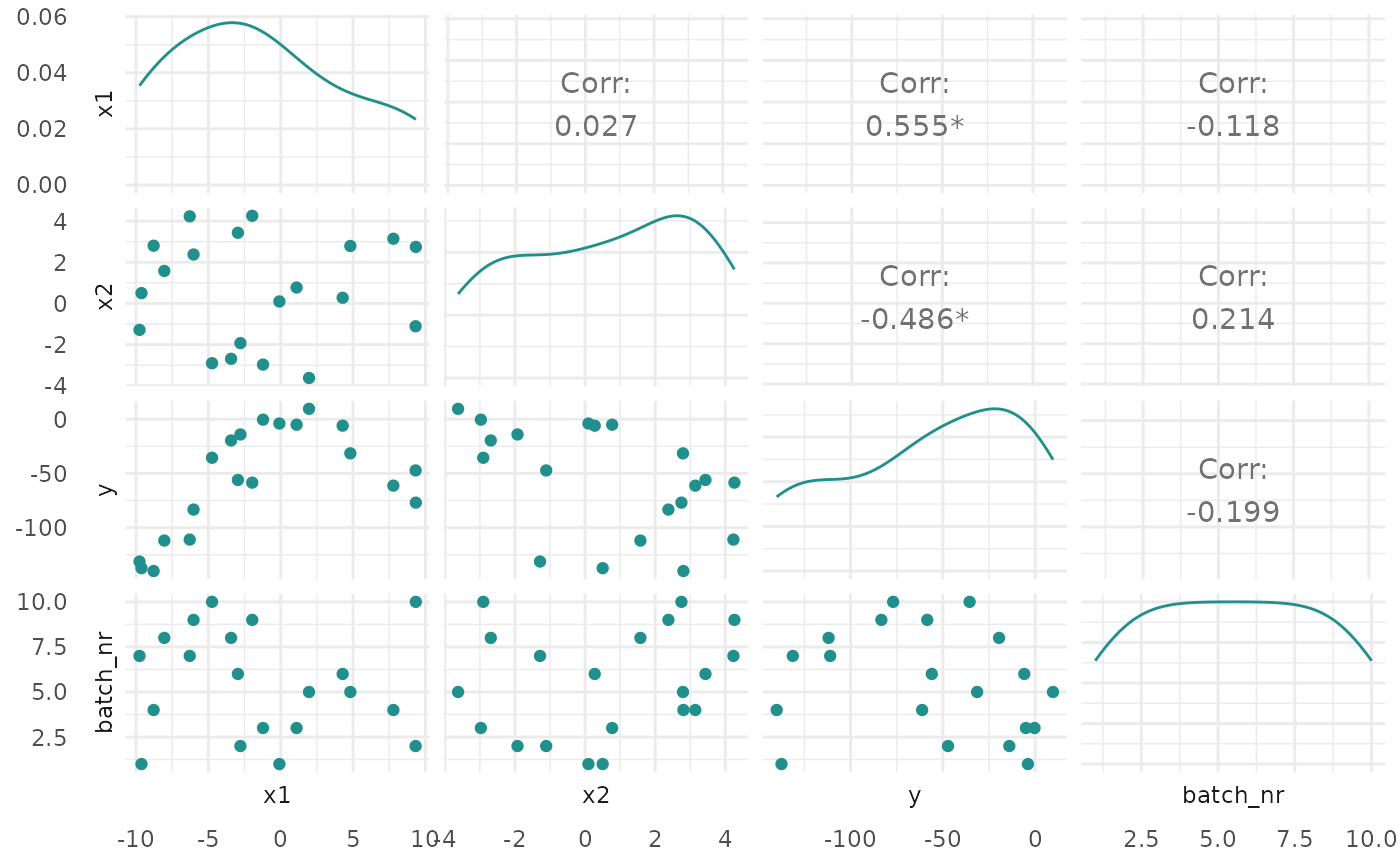 0.06
0.04
0.02
0.00
x1
Corr:
0.027
Corr:
0.555*
Corr:
-0.118
4
2
0
-2
-4
x2
Corr:
-0.486*
Corr:
0.214
0
-50
-100
y
Corr:
-0.199
10.0
7.5
5.0
2.5
batch_nr
x1
x2
y
batch_nr
-10 -5 0 5 10
-4 -2 0 2 4
-100 -50 0
2.5 5.0 7.5 10.0